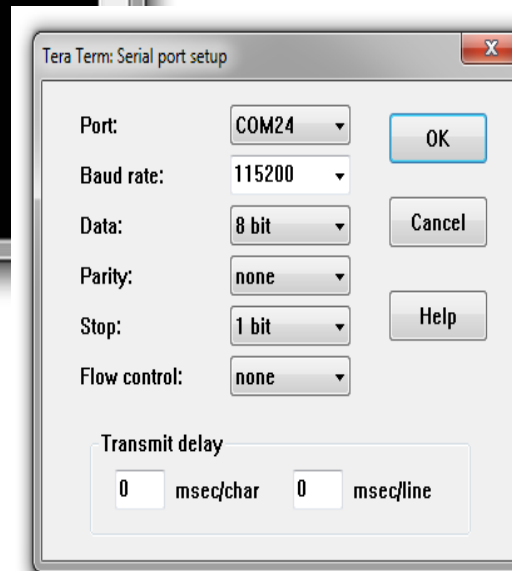 Tera Term: Serial port setup
X
Port: COM24 OK
Baud rate: 115200
Data: 8 bit Cancel
Parity: none
Stop: 1 bit Help
Flow control: none
Transmit delay
0 msec/char 0 msec/line